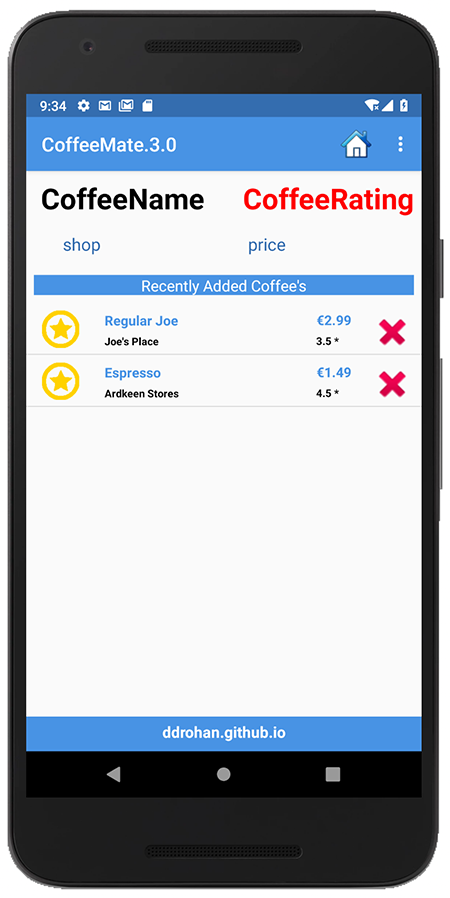 9:34
CoffeeMate.3.0
CoffeeName CoffeeRating
shop price
Recently Added Coffee's
Regular Joe €2.99
Joe's Place 3.5 *
Espresso €1.49
Ardkeen Stores 4.5 *
ddrohan.github.io